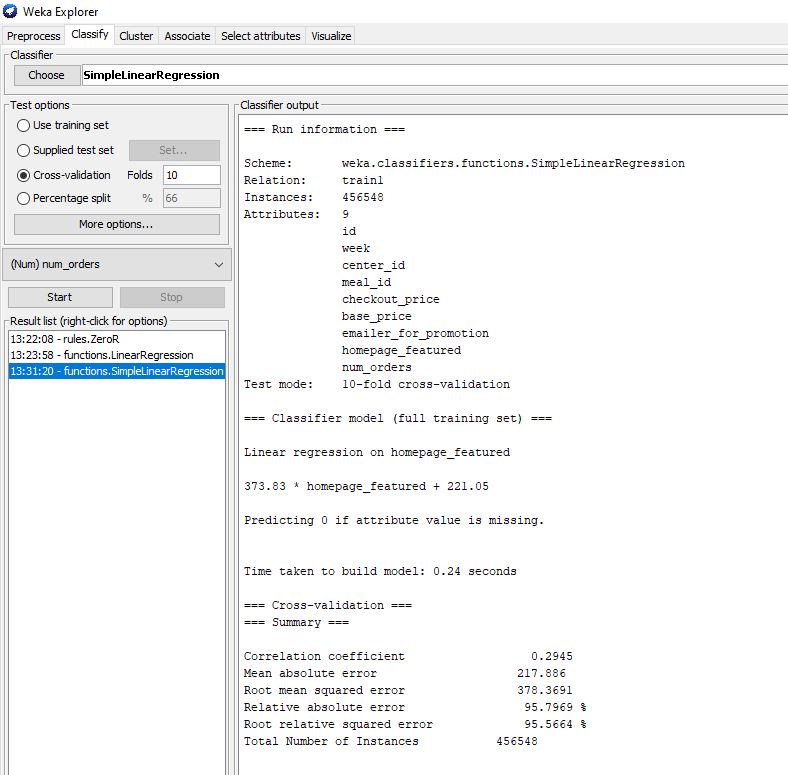 Weka Explorer
Preprocess Classify Cluster Associate Select attributes Visualize
Classifier
Choose SimpleLinearRegression
Test options
Use training set
Supplied test set Set...
Cross-validation Folds 10
Percentage split % 66
More options...
(Num) num_orders
Start Stop
Result list (right-click for options)
13:22:08 - rules.ZeroR
13:23:58 - functions.LinearRegression
13:31:20 - functions.SimpleLinearRegression
Classifier output
=== Run information ===
Scheme: weka.classifiers.functions.SimpleLinearRegression
Relation: train1
Instances: 456548
Attributes: 9
id
week
center_id
meal_id
checkout_price
base_price
emailer_for_promotion
homepage_featured
num_orders
Test mode: 10-fold cross-validation
=== Classifier model (full training set) ===
Linear regression on homepage_featured
373.83 * homepage_featured + 221.05
Predicting 0 if attribute value is missing.
Time taken to build model: 0.24 seconds
=== Cross-validation ===
=== Summary ===
Correlation coefficient 0.2945
Mean absolute error 217.886
Root mean squared error 378.3691
Relative absolute error 95.7969 %
Root relative squared error 95.5664 %
Total Number of Instances 456548